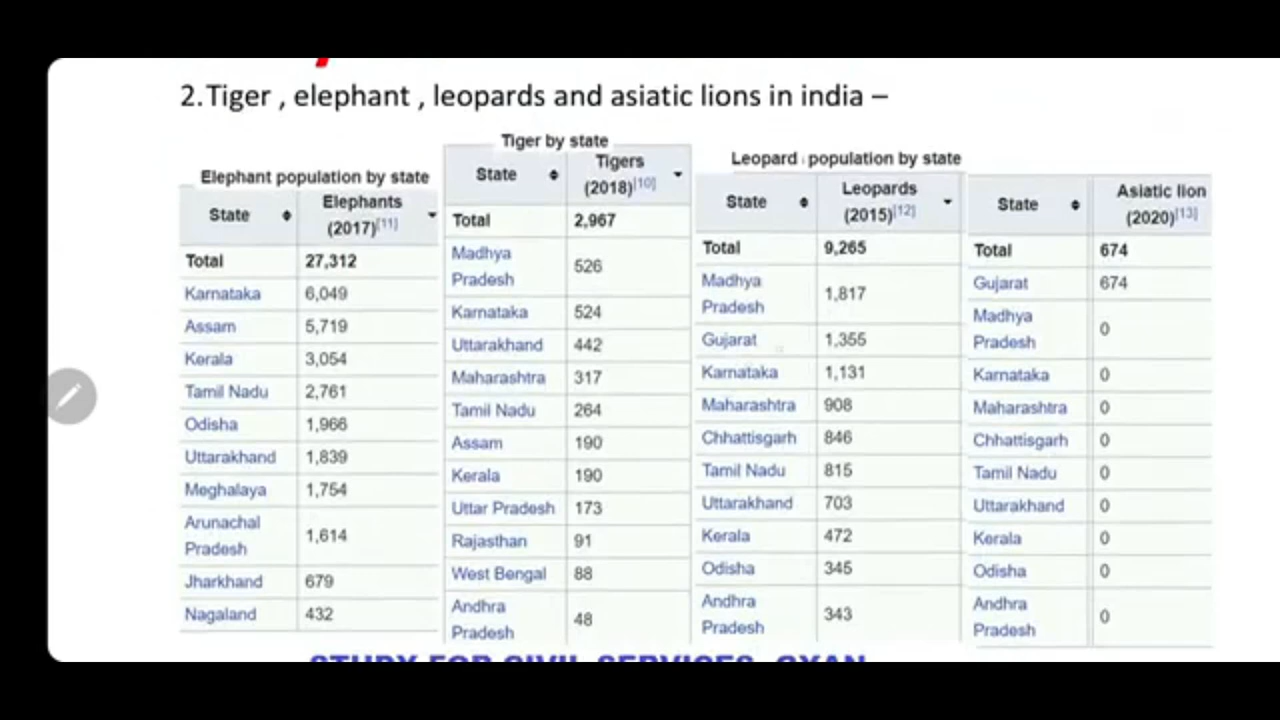 2.Tiger , elephant , leopards and asiatic lions in india –
Elephant population by state
State Elephants
(2017)[11]
Total 27,312
Karnataka 6,049
Assam 5,719
Kerala 3,054
Tamil Nadu 2,761
Odisha 1,966
Uttarakhand 1,839
Meghalaya 1,754
Arunachal
Pradesh 1,614
Jharkhand 679
Nagaland 432
Tiger by state
State Tigers
(2018)[10]
Total 2,967
Madhya
Pradesh 526
Karnataka 524
Uttarakhand 442
Maharashtra 317
Tamil Nadu 264
Assam 190
Kerala 190
Uttar Pradesh 173
Rajasthan 91
West Bengal 88
Andhra
Pradesh 48
Leopard population by state
State Leopards
(2015)[12]
Total 9,265
Madhya
Pradesh 1,817
Gujarat 1,355
Karnataka 1,131
Maharashtra 908
Chhattisgarh 846
Tamil Nadu 815
Uttarakhand 703
Kerala 472
Odisha 345
Andhra
Pradesh 343
State Asiatic lion
(2020)[13]
Total 674
Gujarat 674
Madhya
Pradesh 0
Karnataka 0
Maharashtra 0
Chhattisgarh 0
Tamil Nadu 0
Uttarakhand 0
Kerala 0
Odisha 0
Andhra
Pradesh 0
STUDY FOR CIVIL SERVICES GYAN